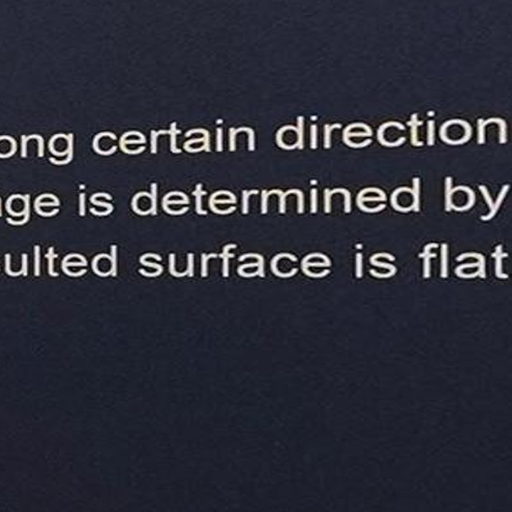 ong certain direction
ge is determined by
ulted surface is flat